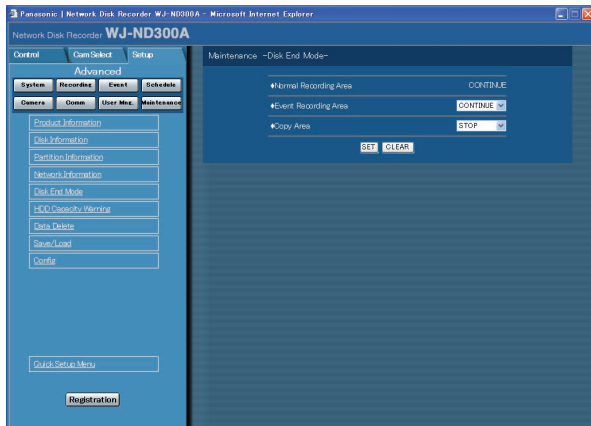 Panasonic | Network Disk Recorder WJ-ND300A - Microsoft Internet Explorer
Network Disk Recorder WJ-ND300A
Control Cam Select Setup
Advanced
System Recording Event Schedule
Camera Comm User Mng. Maintenance
Product Information
Disk Information
Partition Information
Network Information
Disk End Mode
HDD Capacity Warning
Data Delete
Save/Load
Config
Quick Setup Menu
Registration
Maintenance -Disk End Mode-
♦Normal Recording Area CONTINUE
♦Event Recording Area CONTINUE
♦Copy Area STOP
SET CLEAR